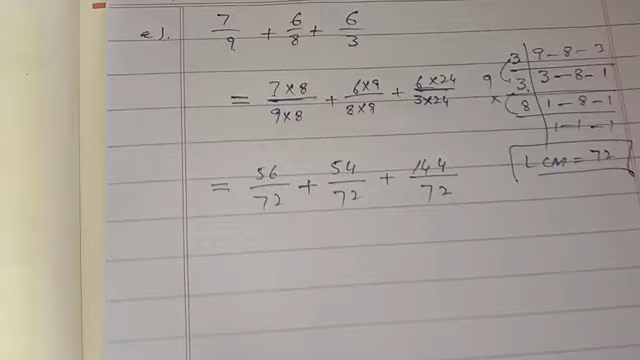 e). 7/9 + 6/8 + 6/3
= 7×8/9×8 + 6×9/8×9 + 6×24/3×24
= 56/72 + 54/72 + 144/72
3 | 9-8-3
9 3. | 3-8-1
× 8 | 1-8-1
1-1-1
LCM = 72